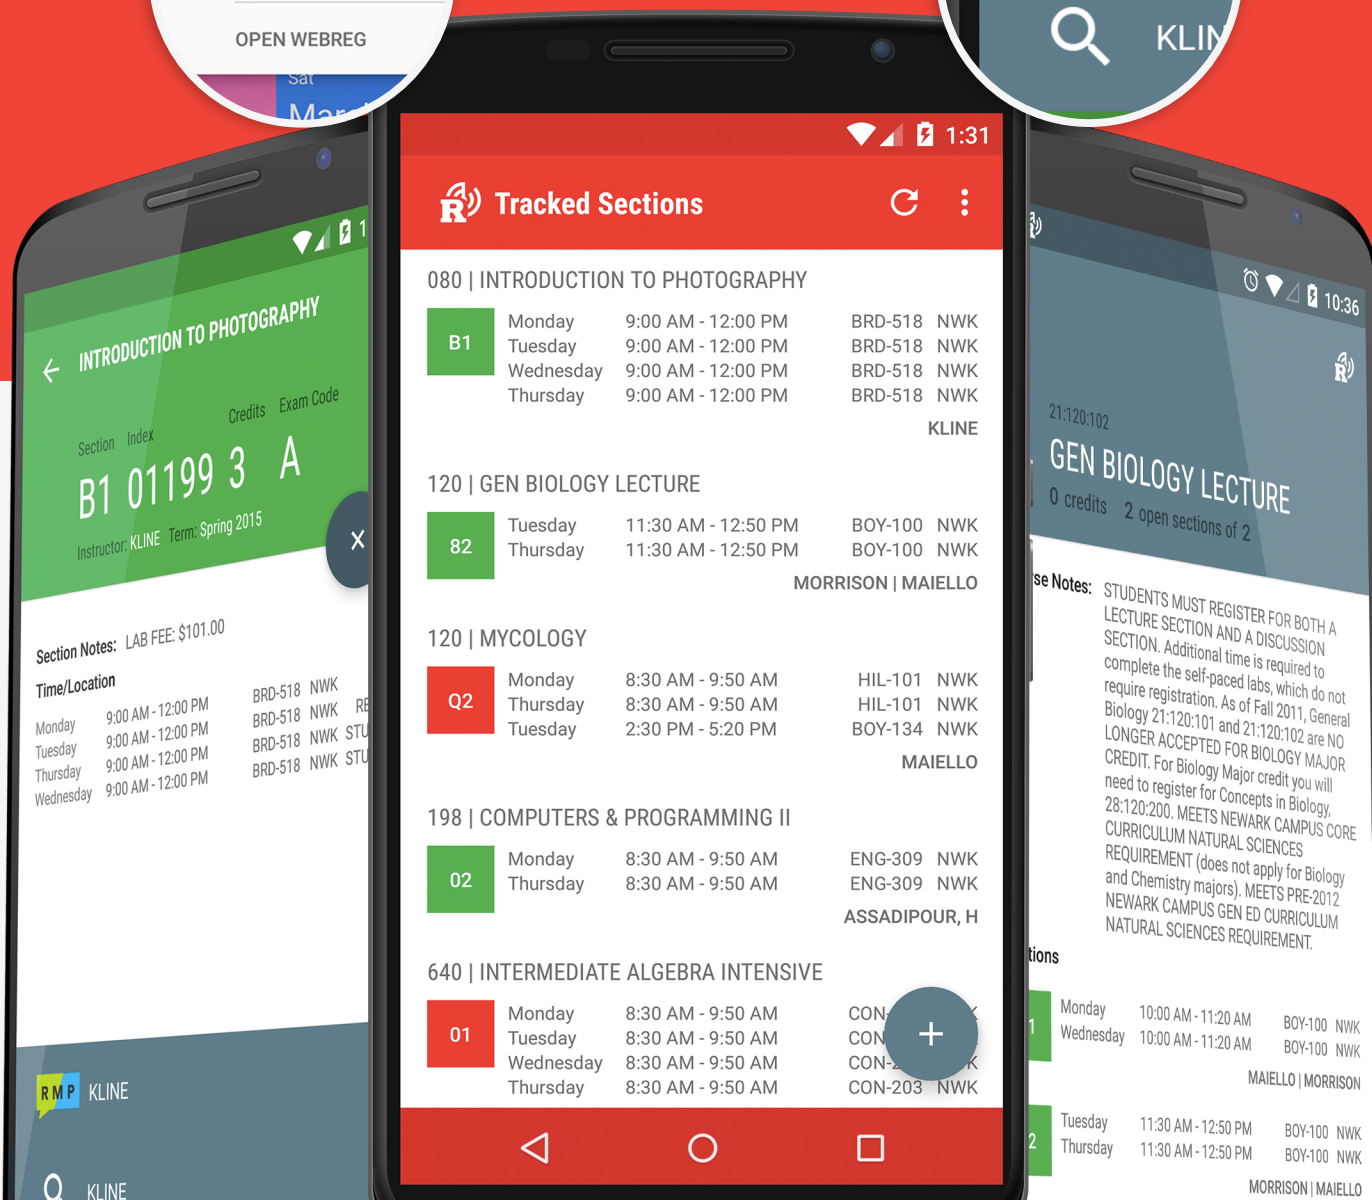 OPEN WEBREG
Sat
KLIN
1:31
Tracked Sections
080 | INTRODUCTION TO PHOTOGRAPHY
B1
Monday 9:00 AM - 12:00 PM BRD-518 NWK
Tuesday 9:00 AM - 12:00 PM BRD-518 NWK
Wednesday 9:00 AM - 12:00 PM BRD-518 NWK
Thursday 9:00 AM - 12:00 PM BRD-518 NWK
KLINE
120 | GEN BIOLOGY LECTURE
82
Tuesday 11:30 AM - 12:50 PM BOY-100 NWK
Thursday 11:30 AM - 12:50 PM BOY-100 NWK
MORRISON | MAIELLO
120 | MYCOLOGY
Q2
Monday 8:30 AM - 9:50 AM HIL-101 NWK
Thursday 8:30 AM - 9:50 AM HIL-101 NWK
Tuesday 2:30 PM - 5:20 PM BOY-134 NWK
MAIELLO
198 | COMPUTERS & PROGRAMMING II
02
Monday 8:30 AM - 9:50 AM ENG-309 NWK
Thursday 8:30 AM - 9:50 AM ENG-309 NWK
ASSADIPOUR, H
640 | INTERMEDIATE ALGEBRA INTENSIVE
01
Monday 8:30 AM - 9:50 AM CON-
Tuesday 8:30 AM - 9:50 AM CON
Wednesday 8:30 AM - 9:50 AM CON-
Thursday 8:30 AM - 9:50 AM CON-203 NWK
INTRODUCTION TO PHOTOGRAPHY
Section Index Credits Exam Code
B1 01199 3 A
Instructor: KLINE Term: Spring 2015
Section Notes: LAB FEE: $101.00
Time/Location
Monday 9:00 AM - 12:00 PM BRD-518 NWK
Tuesday 9:00 AM - 12:00 PM BRD-518 NWK RE
Thursday 9:00 AM - 12:00 PM BRD-518 NWK STU
Wednesday 9:00 AM - 12:00 PM BRD-518 NWK STU
RMP KLINE
KLINE
10:36
21:120:102
GEN BIOLOGY LECTURE
0 credits 2 open sections of 2
se Notes: STUDENTS MUST REGISTER FOR BOTH A
LECTURE SECTION AND A DISCUSSION
SECTION. Additional time is required to
complete the self-paced labs, which do not
require registration. As of Fall 2011, General
Biology 21:120:101 and 21:120:102 are NO
LONGER ACCEPTED FOR BIOLOGY MAJOR
CREDIT. For Biology Major credit you will
need to register for Concepts in Biology,
28:120:200. MEETS NEWARK CAMPUS CORE
CURRICULUM NATURAL SCIENCES
REQUIREMENT (does not apply for Biology
and Chemistry majors). MEETS PRE-2012
NEWARK CAMPUS GEN ED CURRICULUM
NATURAL SCIENCES REQUIREMENT.
tions
1
Monday 10:00 AM - 11:20 AM BOY-100 NWK
Wednesday 10:00 AM - 11:20 AM BOY-100 NWK
MAIELLO | MORRISON
2
Tuesday 11:30 AM - 12:50 PM BOY-100 NWK
Thursday 11:30 AM - 12:50 PM BOY-100 NWK
MORRISON | MAIELLO